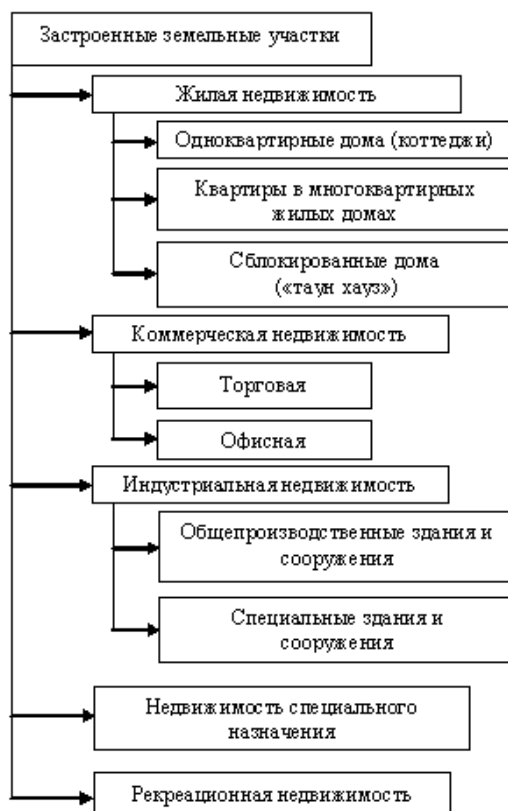 Застроенные земельные участки
Жилая недвижимость
Одноквартирные дома (коттеджи)
Квартиры в многоквартирных
жилых домах
Сблокированные дома
(«таун хауз»)
Коммерческая недвижимость
Торговая
Офисная
Индустриальная недвижимость
Общепроизводственные здания и
сооружения
Специальные здания и
сооружения
Недвижимость специального
назначения
Рекреационная недвижимость